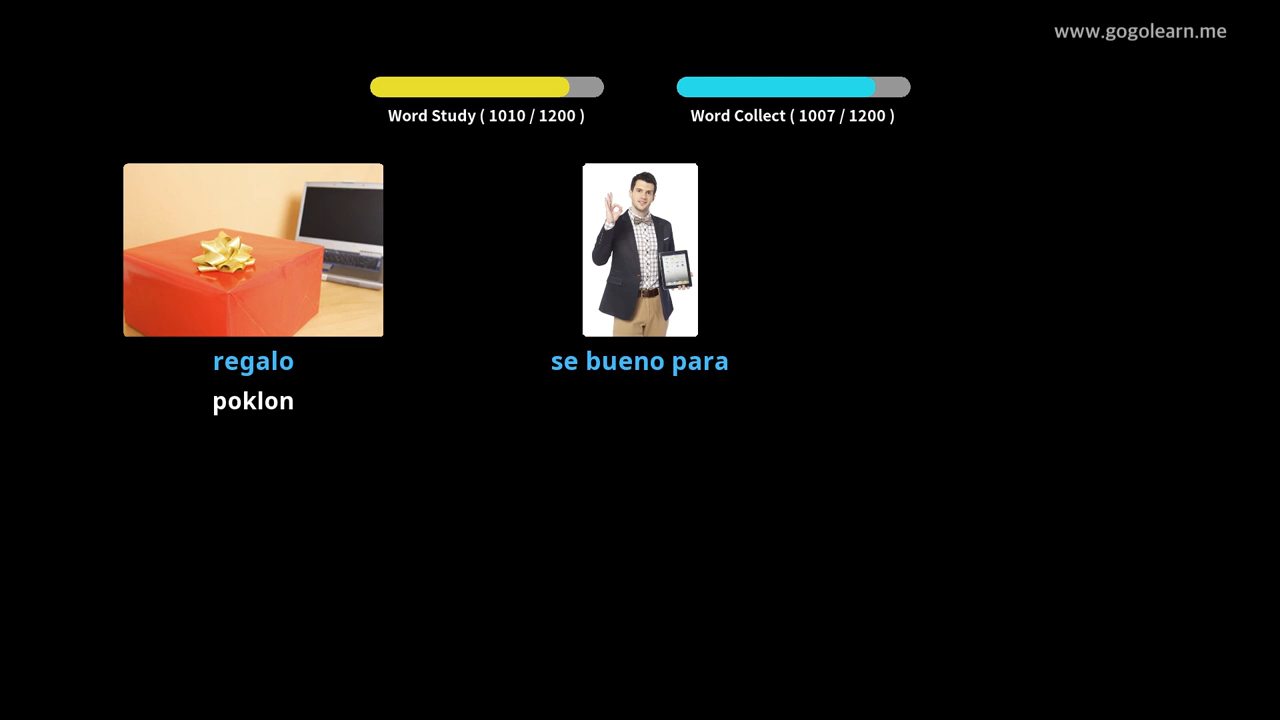 www.gogolearn.me
Word Study ( 1010 / 1200 )
Word Collect ( 1007 / 1200 )
regalo
se bueno para
poklon